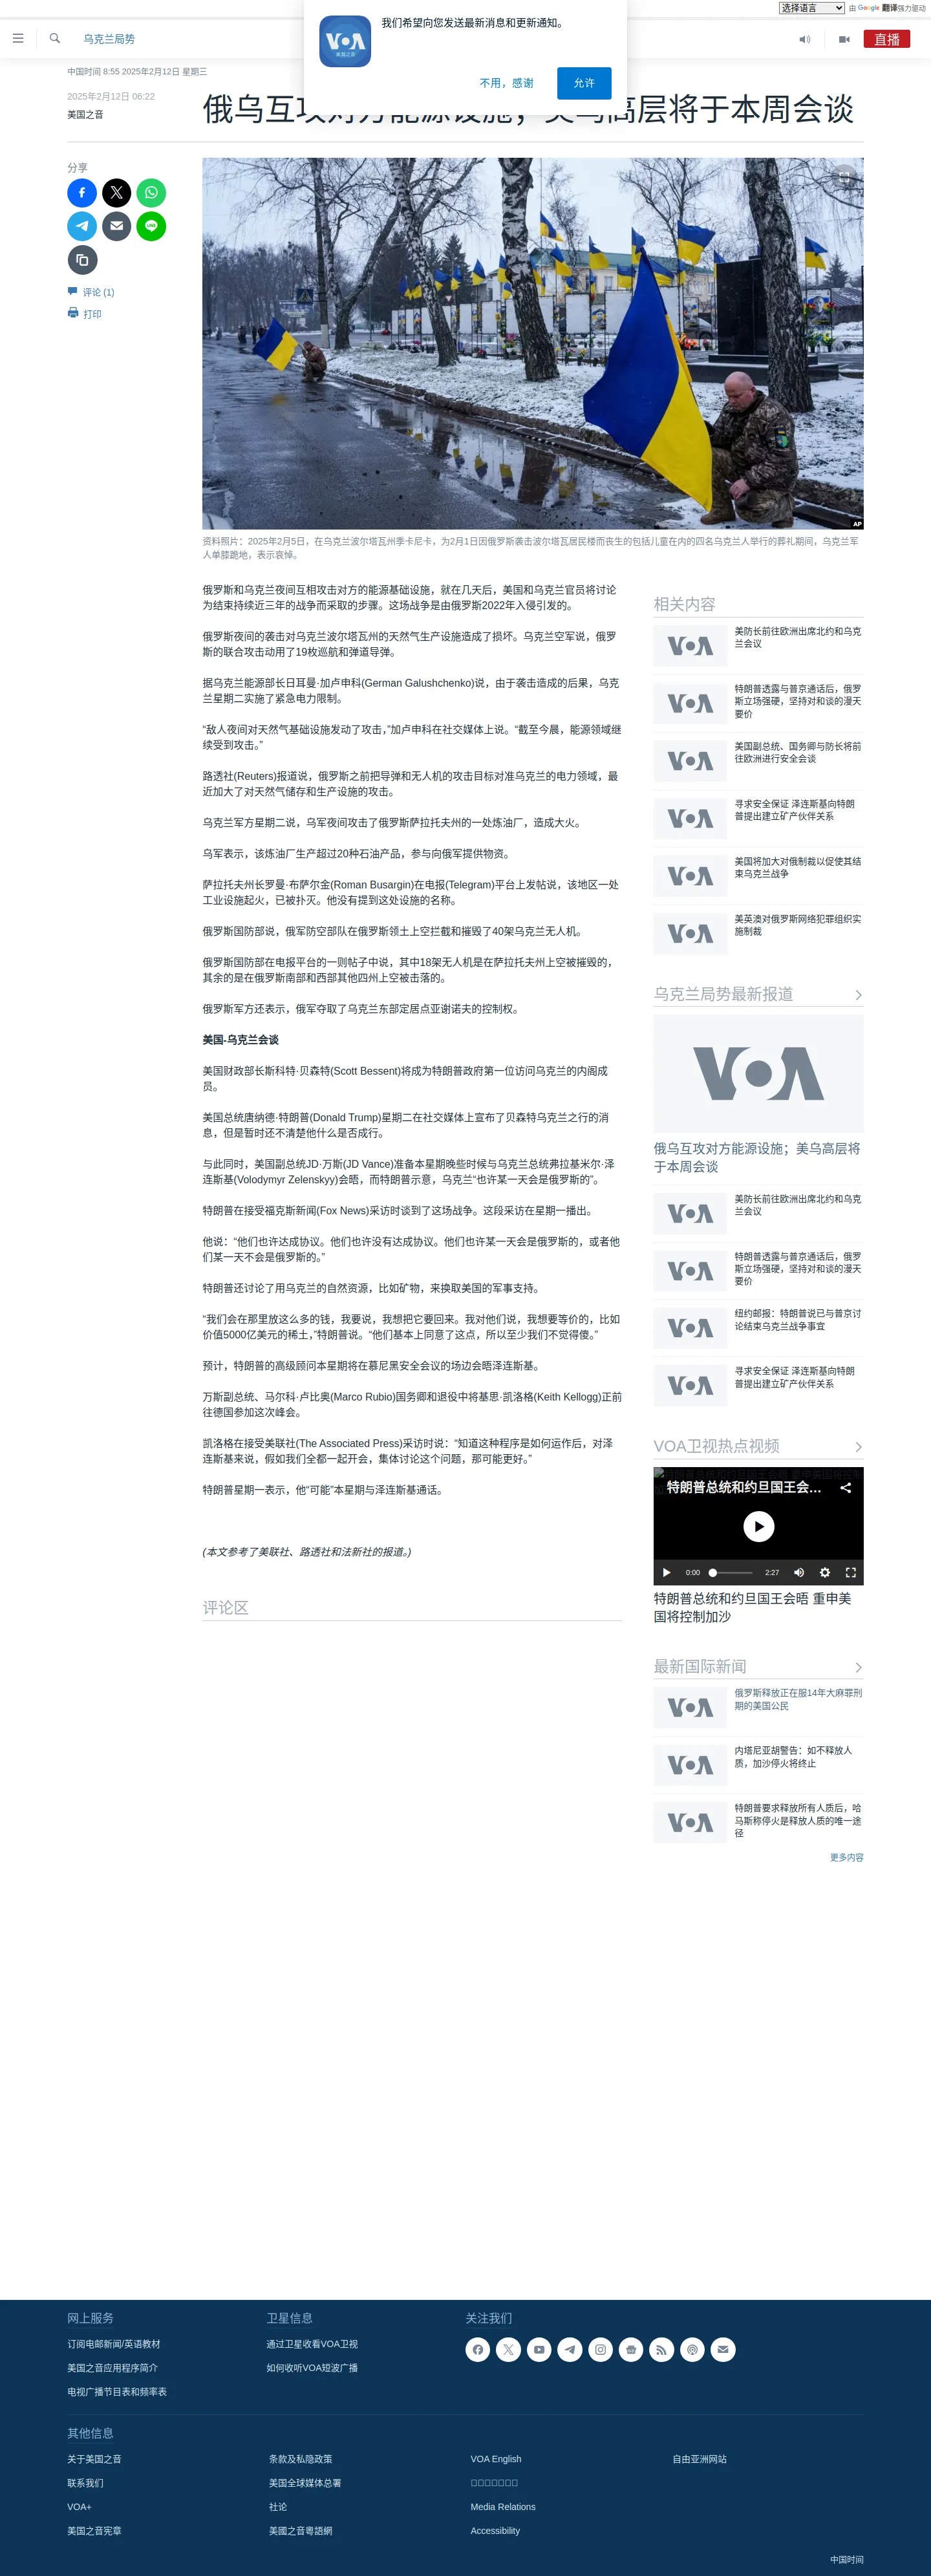 选择语言
由 Google 翻译强力驱动
我们希望向您发送最新消息和更新通知。
不用，感谢
允许
VOA
美国之音
乌克兰局势
直播
中国时间 8:55 2025年2月12日 星期三
2025年2月12日 06:22
美国之音
分享
评论 (1)
打印
AP
资料照片：2025年2月5日，在乌克兰波尔塔瓦州季卡尼卡，为2月1日因俄罗斯袭击波尔塔瓦居民楼而丧生的包括儿童在内的四名乌克兰人举行的葬礼期间，乌克兰军
人单膝跪地，表示哀悼。
俄罗斯和乌克兰夜间互相攻击对方的能源基础设施，就在几天后，美国和乌克兰官员将讨论
为结束持续近三年的战争而采取的步骤。这场战争是由俄罗斯2022年入侵引发的。
俄罗斯夜间的袭击对乌克兰波尔塔瓦州的天然气生产设施造成了损坏。乌克兰空军说，俄罗
斯的联合攻击动用了19枚巡航和弹道导弹。
据乌克兰能源部长日耳曼·加卢申科(German Galushchenko)说，由于袭击造成的后果，乌克
兰星期二实施了紧急电力限制。
“敌人夜间对天然气基础设施发动了攻击，”加卢申科在社交媒体上说。“截至今晨，能源领域继
续受到攻击。”
路透社(Reuters)报道说，俄罗斯之前把导弹和无人机的攻击目标对准乌克兰的电力领域，最
近加大了对天然气储存和生产设施的攻击。
乌克兰军方星期二说，乌军夜间攻击了俄罗斯萨拉托夫州的一处炼油厂，造成大火。
乌军表示，该炼油厂生产超过20种石油产品，参与向俄军提供物资。
萨拉托夫州长罗曼·布萨尔金(Roman Busargin)在电报(Telegram)平台上发帖说，该地区一处
工业设施起火，已被扑灭。他没有提到这处设施的名称。
俄罗斯国防部说，俄军防空部队在俄罗斯领土上空拦截和摧毁了40架乌克兰无人机。
俄罗斯国防部在电报平台的一则帖子中说，其中18架无人机是在萨拉托夫州上空被摧毁的，
其余的是在俄罗斯南部和西部其他四州上空被击落的。
俄罗斯军方还表示，俄军夺取了乌克兰东部定居点亚谢诺夫的控制权。
美国-乌克兰会谈
美国财政部长斯科特·贝森特(Scott Bessent)将成为特朗普政府第一位访问乌克兰的内阁成
员。
美国总统唐纳德·特朗普(Donald Trump)星期二在社交媒体上宣布了贝森特乌克兰之行的消
息，但是暂时还不清楚他什么是否成行。
与此同时，美国副总统JD·万斯(JD Vance)准备本星期晚些时候与乌克兰总统弗拉基米尔·泽
连斯基(Volodymyr Zelenskyy)会晤，而特朗普示意，乌克兰“也许某一天会是俄罗斯的”。
特朗普在接受福克斯新闻(Fox News)采访时谈到了这场战争。这段采访在星期一播出。
他说：“他们也许达成协议。他们也许没有达成协议。他们也许某一天会是俄罗斯的，或者他
们某一天不会是俄罗斯的。”
特朗普还讨论了用乌克兰的自然资源，比如矿物，来换取美国的军事支持。
“我们会在那里放这么多的钱，我要说，我想把它要回来。我对他们说，我想要等价的，比如
价值5000亿美元的稀土，”特朗普说。“他们基本上同意了这点，所以至少我们不觉得傻。”
预计，特朗普的高级顾问本星期将在慕尼黑安全会议的场边会晤泽连斯基。
万斯副总统、马尔科·卢比奥(Marco Rubio)国务卿和退役中将基思·凯洛格(Keith Kellogg)正前
往德国参加这次峰会。
凯洛格在接受美联社(The Associated Press)采访时说：“知道这种程序是如何运作后，对泽
连斯基来说，假如我们全都一起开会，集体讨论这个问题，那可能更好。”
特朗普星期一表示，他“可能”本星期与泽连斯基通话。
(本文参考了美联社、路透社和法新社的报道。)
评论区
相关内容
VOA
美防长前往欧洲出席北约和乌克
兰会议
VOA
特朗普透露与普京通话后，俄罗
斯立场强硬，坚持对和谈的漫天
要价
VOA
美国副总统、国务卿与防长将前
往欧洲进行安全会谈
VOA
寻求安全保证 泽连斯基向特朗
普提出建立矿产伙伴关系
VOA
美国将加大对俄制裁以促使其结
束乌克兰战争
VOA
美英澳对俄罗斯网络犯罪组织实
施制裁
乌克兰局势最新报道
VOA
俄乌互攻对方能源设施；美乌高层将
于本周会谈
VOA
美防长前往欧洲出席北约和乌克
兰会议
VOA
特朗普透露与普京通话后，俄罗
斯立场强硬，坚持对和谈的漫天
要价
VOA
纽约邮报：特朗普说已与普京讨
论结束乌克兰战争事宜
VOA
寻求安全保证 泽连斯基向特朗
普提出建立矿产伙伴关系
VOA卫视热点视频
特朗普总统和约旦国王会...
0:00
2:27
特朗普总统和约旦国王会晤 重申美
国将控制加沙
最新国际新闻
VOA
俄罗斯释放正在服14年大麻罪刑
期的美国公民
VOA
内塔尼亚胡警告：如不释放人
质，加沙停火将终止
VOA
特朗普要求释放所有人质后，哈
马斯称停火是释放人质的唯一途
径
更多内容
网上服务
订阅电邮新闻/英语教材
美国之音应用程序简介
电视广播节目表和频率表
卫星信息
通过卫星收看VOA卫视
如何收听VOA短波广播
关注我们
其他信息
关于美国之音
条款及私隐政策
VOA English
自由亚洲网站
联系我们
美国全球媒体总署
VOA+
社论
Media Relations
美国之音宪章
美國之音粵語網
Accessibility
中国时间